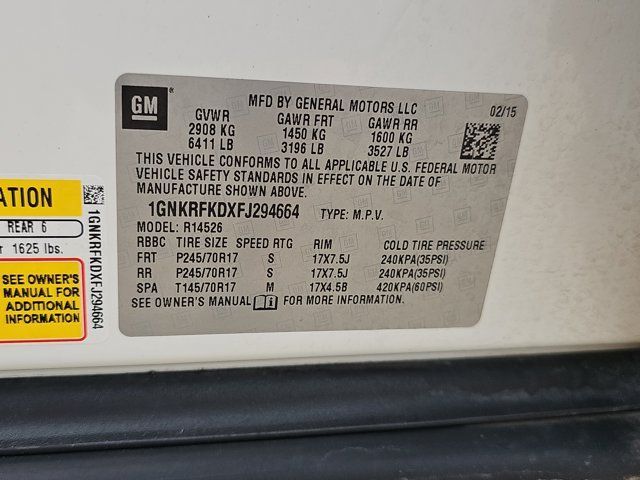 GM
MFD BY GENERAL MOTORS LLC 02/15
GVWR GAWR FRT GAWR RR
2908 KG 1450 KG 1600 KG
6411 LB 3196 LB 3527 LB
THIS VEHICLE CONFORMS TO ALL APPLICABLE U.S. FEDERAL MOTOR
VEHICLE SAFETY STANDARDS IN EFFECT ON THE DATE OF
MANUFACTURE SHOWN ABOVE.
1GNKRFKDXFJ294664 TYPE: M.P.V.
MODEL: R14526
RBBC TIRE SIZE SPEED RTG RIM COLD TIRE PRESSURE
FRT P245/70R17 S 17X7.5J 240KPA(35PSI)
RR P245/70R17 S 17X7.5J 240KPA(35PSI)
SPA T145/70R17 M 17X4.5B 420KPA(60PSI)
SEE OWNER'S MANUAL FOR MORE INFORMATION.
REAR 6
1625 lbs.
SEE OWNER'S
MANUAL FOR
ADDITIONAL
INFORMATION
1GNKRFKDXFJ294664